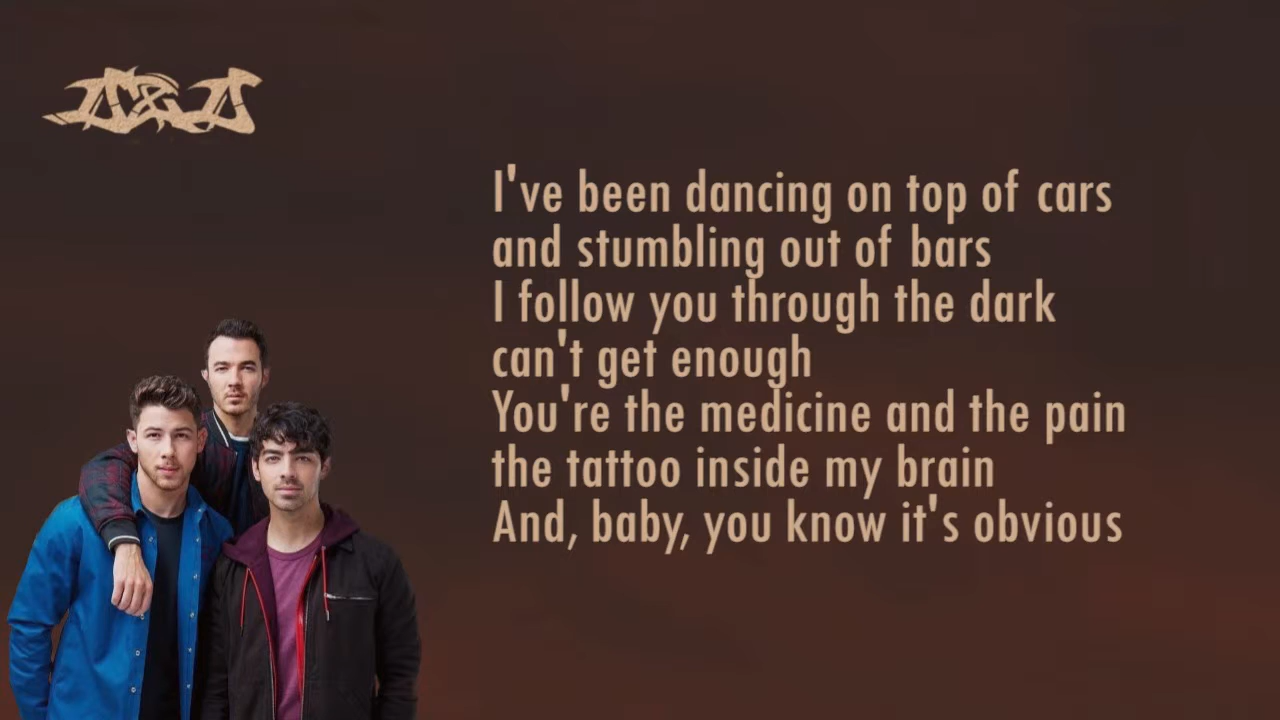 I've been dancing on top of cars
and stumbling out of bars
I follow you through the dark
can't get enough
You're the medicine and the pain
the tattoo inside my brain
And, baby, you know it's obvious